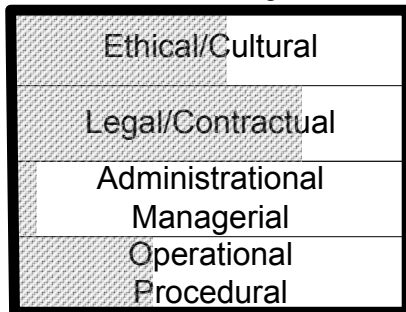 Ethical/Cultural
Legal/Contractual
Administrational
Managerial
Operational
Procedural